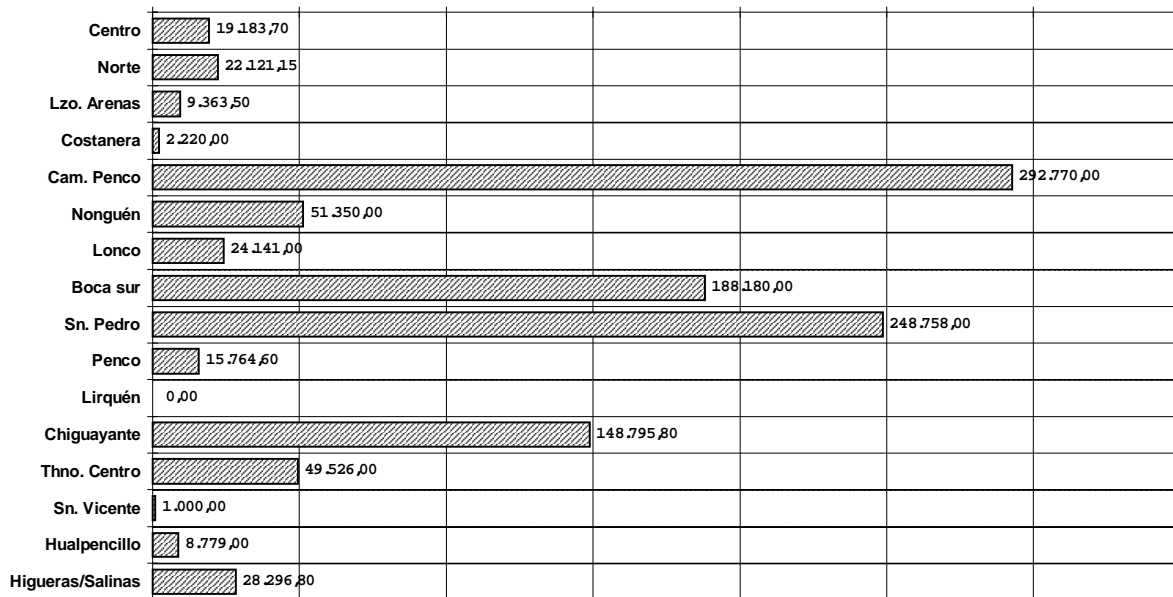 Centro 19.183,70
Norte 22.121,15
Lzo. Arenas 9.363,50
Costanera 2.220,00
Cam. Penco 292.770,00
Nonguén 51.350,00
Lonco 24.141,00
Boca sur 188.180,00
Sn. Pedro 248.758,00
Penco 15.764,60
Lirquén 0,00
Chiguayante 148.795,80
Thno. Centro 49.526,00
Sn. Vicente 1.000,00
Hualpencillo 8.779,00
Higueras/Salinas 28.296,80